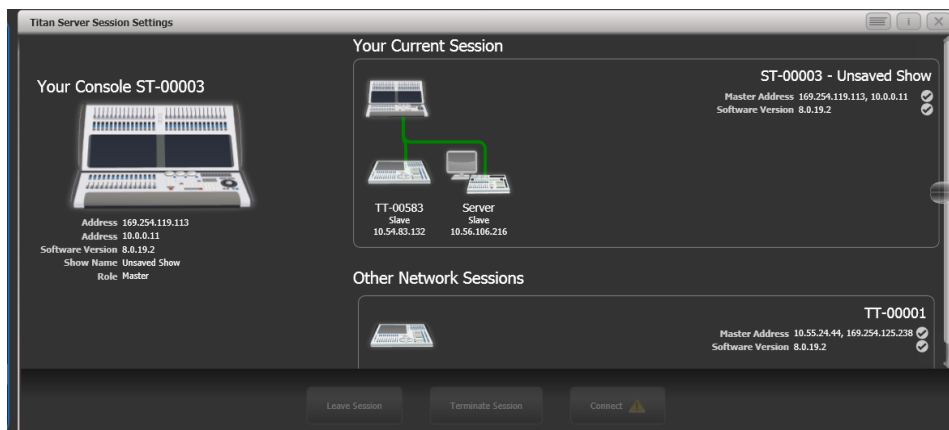 Titan Server Session Settings
i
Your Console ST-00003
Address 169.254.119.113
Address 10.0.0.11
Software Version 8.0.19.2
Show Name Unsaved Show
Role Master
Your Current Session
ST-00003 - Unsaved Show
Master Address 169.254.119.113, 10.0.0.11
Software Version 8.0.19.2
TT-00583
Slave
10.54.83.132
Server
Slave
10.56.106.216
Other Network Sessions
TT-00001
Master Address 10.55.24.44, 169.254.125.238
Software Version 8.0.19.2
Leave Session
Terminate Session
Connect